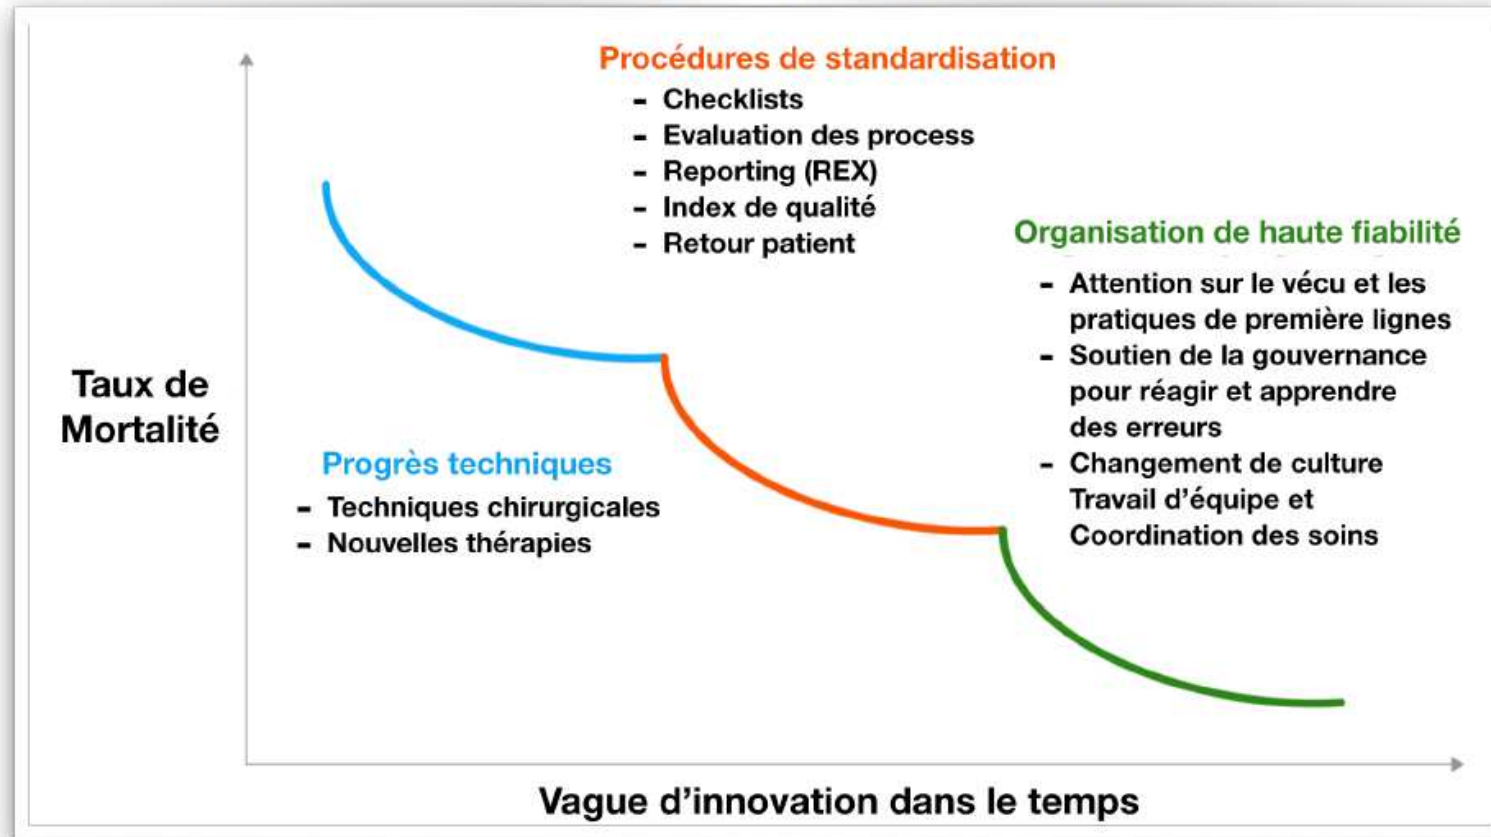 Procédures de standardisation
- Checklists
- Evaluation des process
- Reporting (REX)
- Index de qualité
- Retour patient
Organisation de haute fiabilité
- Attention sur le vécu et les
pratiques de première lignes
- Soutien de la gouvernance
pour réagir et apprendre
des erreurs
- Changement de culture
Travail d’équipe et
Coordination des soins
Taux de
Mortalité
Progrès techniques
- Techniques chirurgicales
- Nouvelles thérapies
Vague d’innovation dans le temps